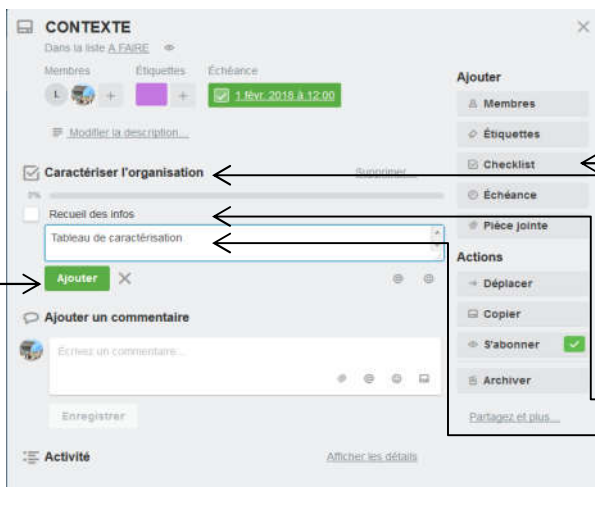 CONTEXTE
Dans la liste A FAIRE
Membres Étiquettes Échéance
L + + 1 févr. 2018 à 12:00
Modifier la description...
Caractériser l'organisation Supprimer...
0%
Recueil des infos
Tableau de caractérisation
Ajouter
Ajouter un commentaire
Écrivez un commentaire...
Enregistrer
Activité Afficher les détails
Ajouter
Membres
Étiquettes
Checklist
Échéance
Pièce jointe
Actions
Déplacer
Copier
S'abonner
Archiver
Partagez et plus...